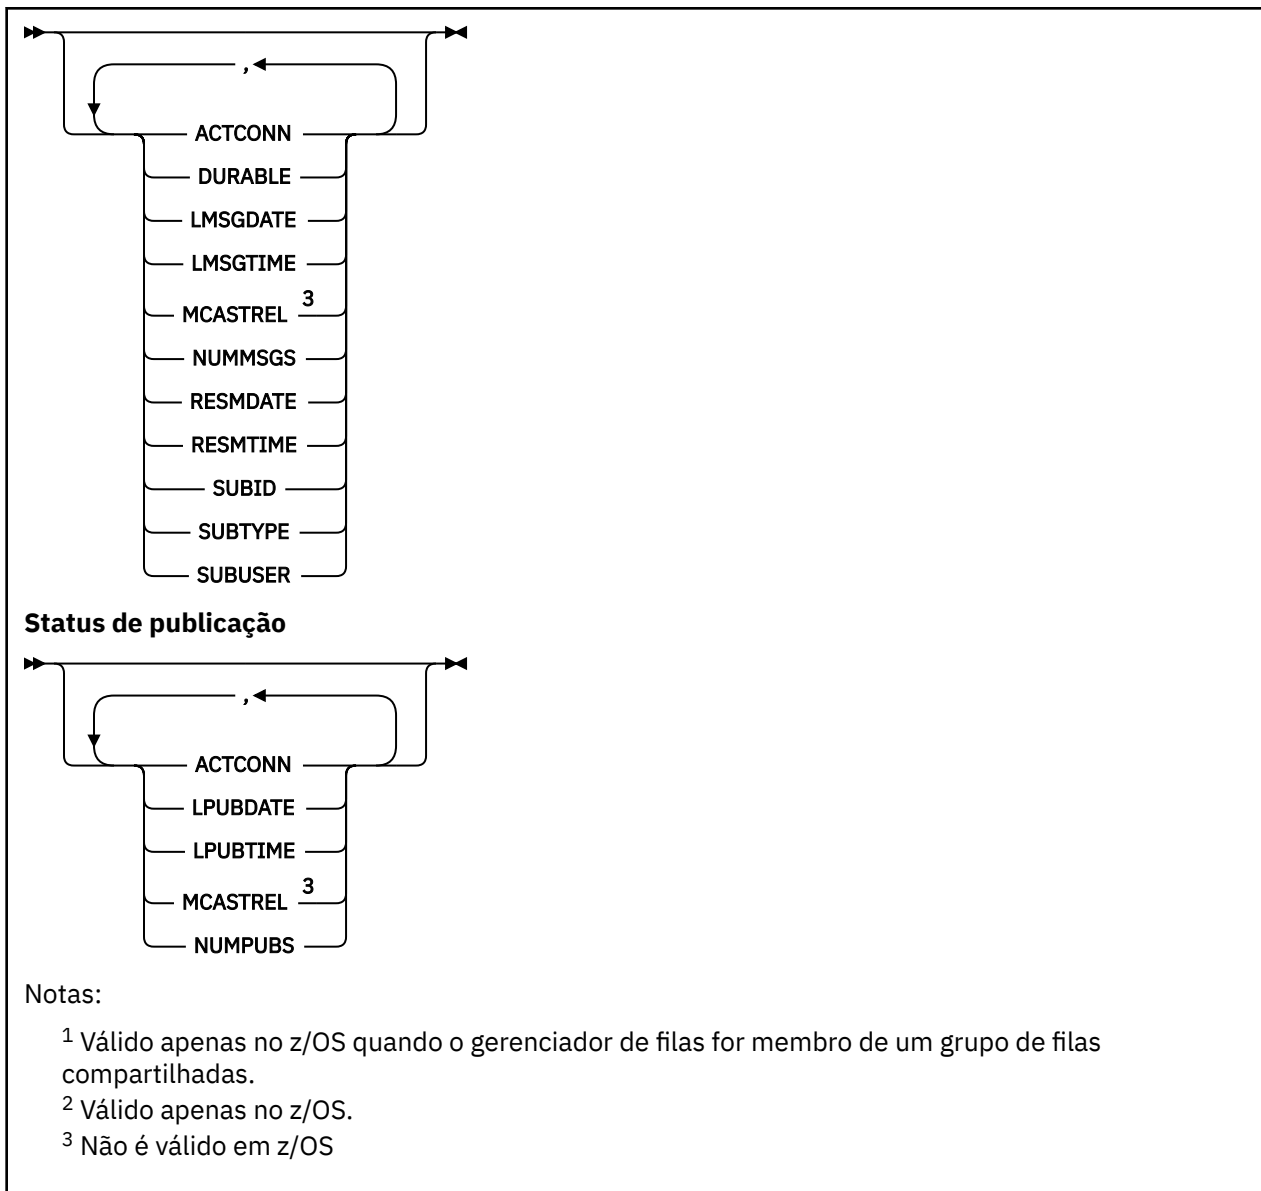 ,
ACTCONN
DURABLE
LMSGDATE
LMSGTIME
MCASTREL 3
NUMMSGS
RESMDATE
RESMTIME
SUBID
SUBTYPE
SUBUSER
Status de publicação
,
ACTCONN
LPUBDATE
LPUBTIME
MCASTREL 3
NUMPUBS
Notas:
1 Válido apenas no z/OS quando o gerenciador de filas for membro de um grupo de filas
compartilhadas.
2 Válido apenas no z/OS.
3 Não é válido em z/OS